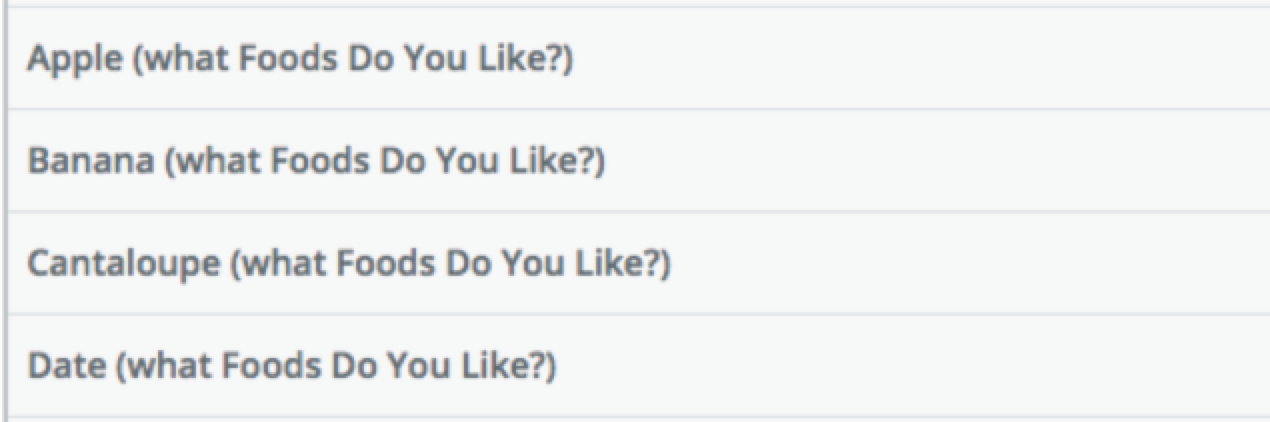 Apple (what Foods Do You Like?)
Banana (what Foods Do You Like?)
Cantaloupe (what Foods Do You Like?)
Date (what Foods Do You Like?)